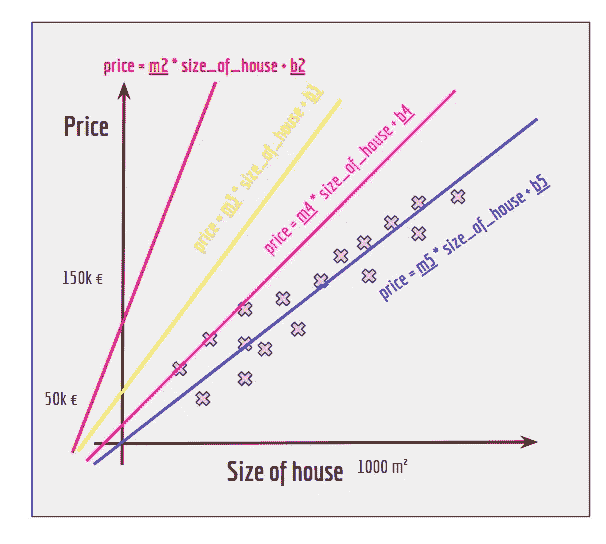 price = m2 * size_of_house + b2
Price
price = m3 * size_of_house + b3
price = m4 * size_of_house + b4
price = m5 * size_of_house + b5
150k €
50k €
Size of house 1000 m²